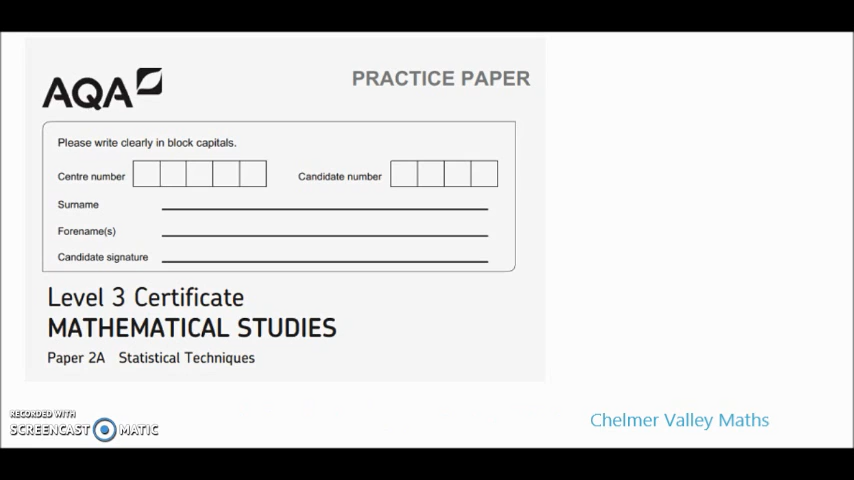 AQA
PRACTICE PAPER
Please write clearly in block capitals.
Centre number
Candidate number
Surname
Forename(s)
Candidate signature
Level 3 Certificate
MATHEMATICAL STUDIES
Paper 2A Statistical Techniques
RECORDED WITH
SCREENCAST MATIC
Chelmer Valley Maths